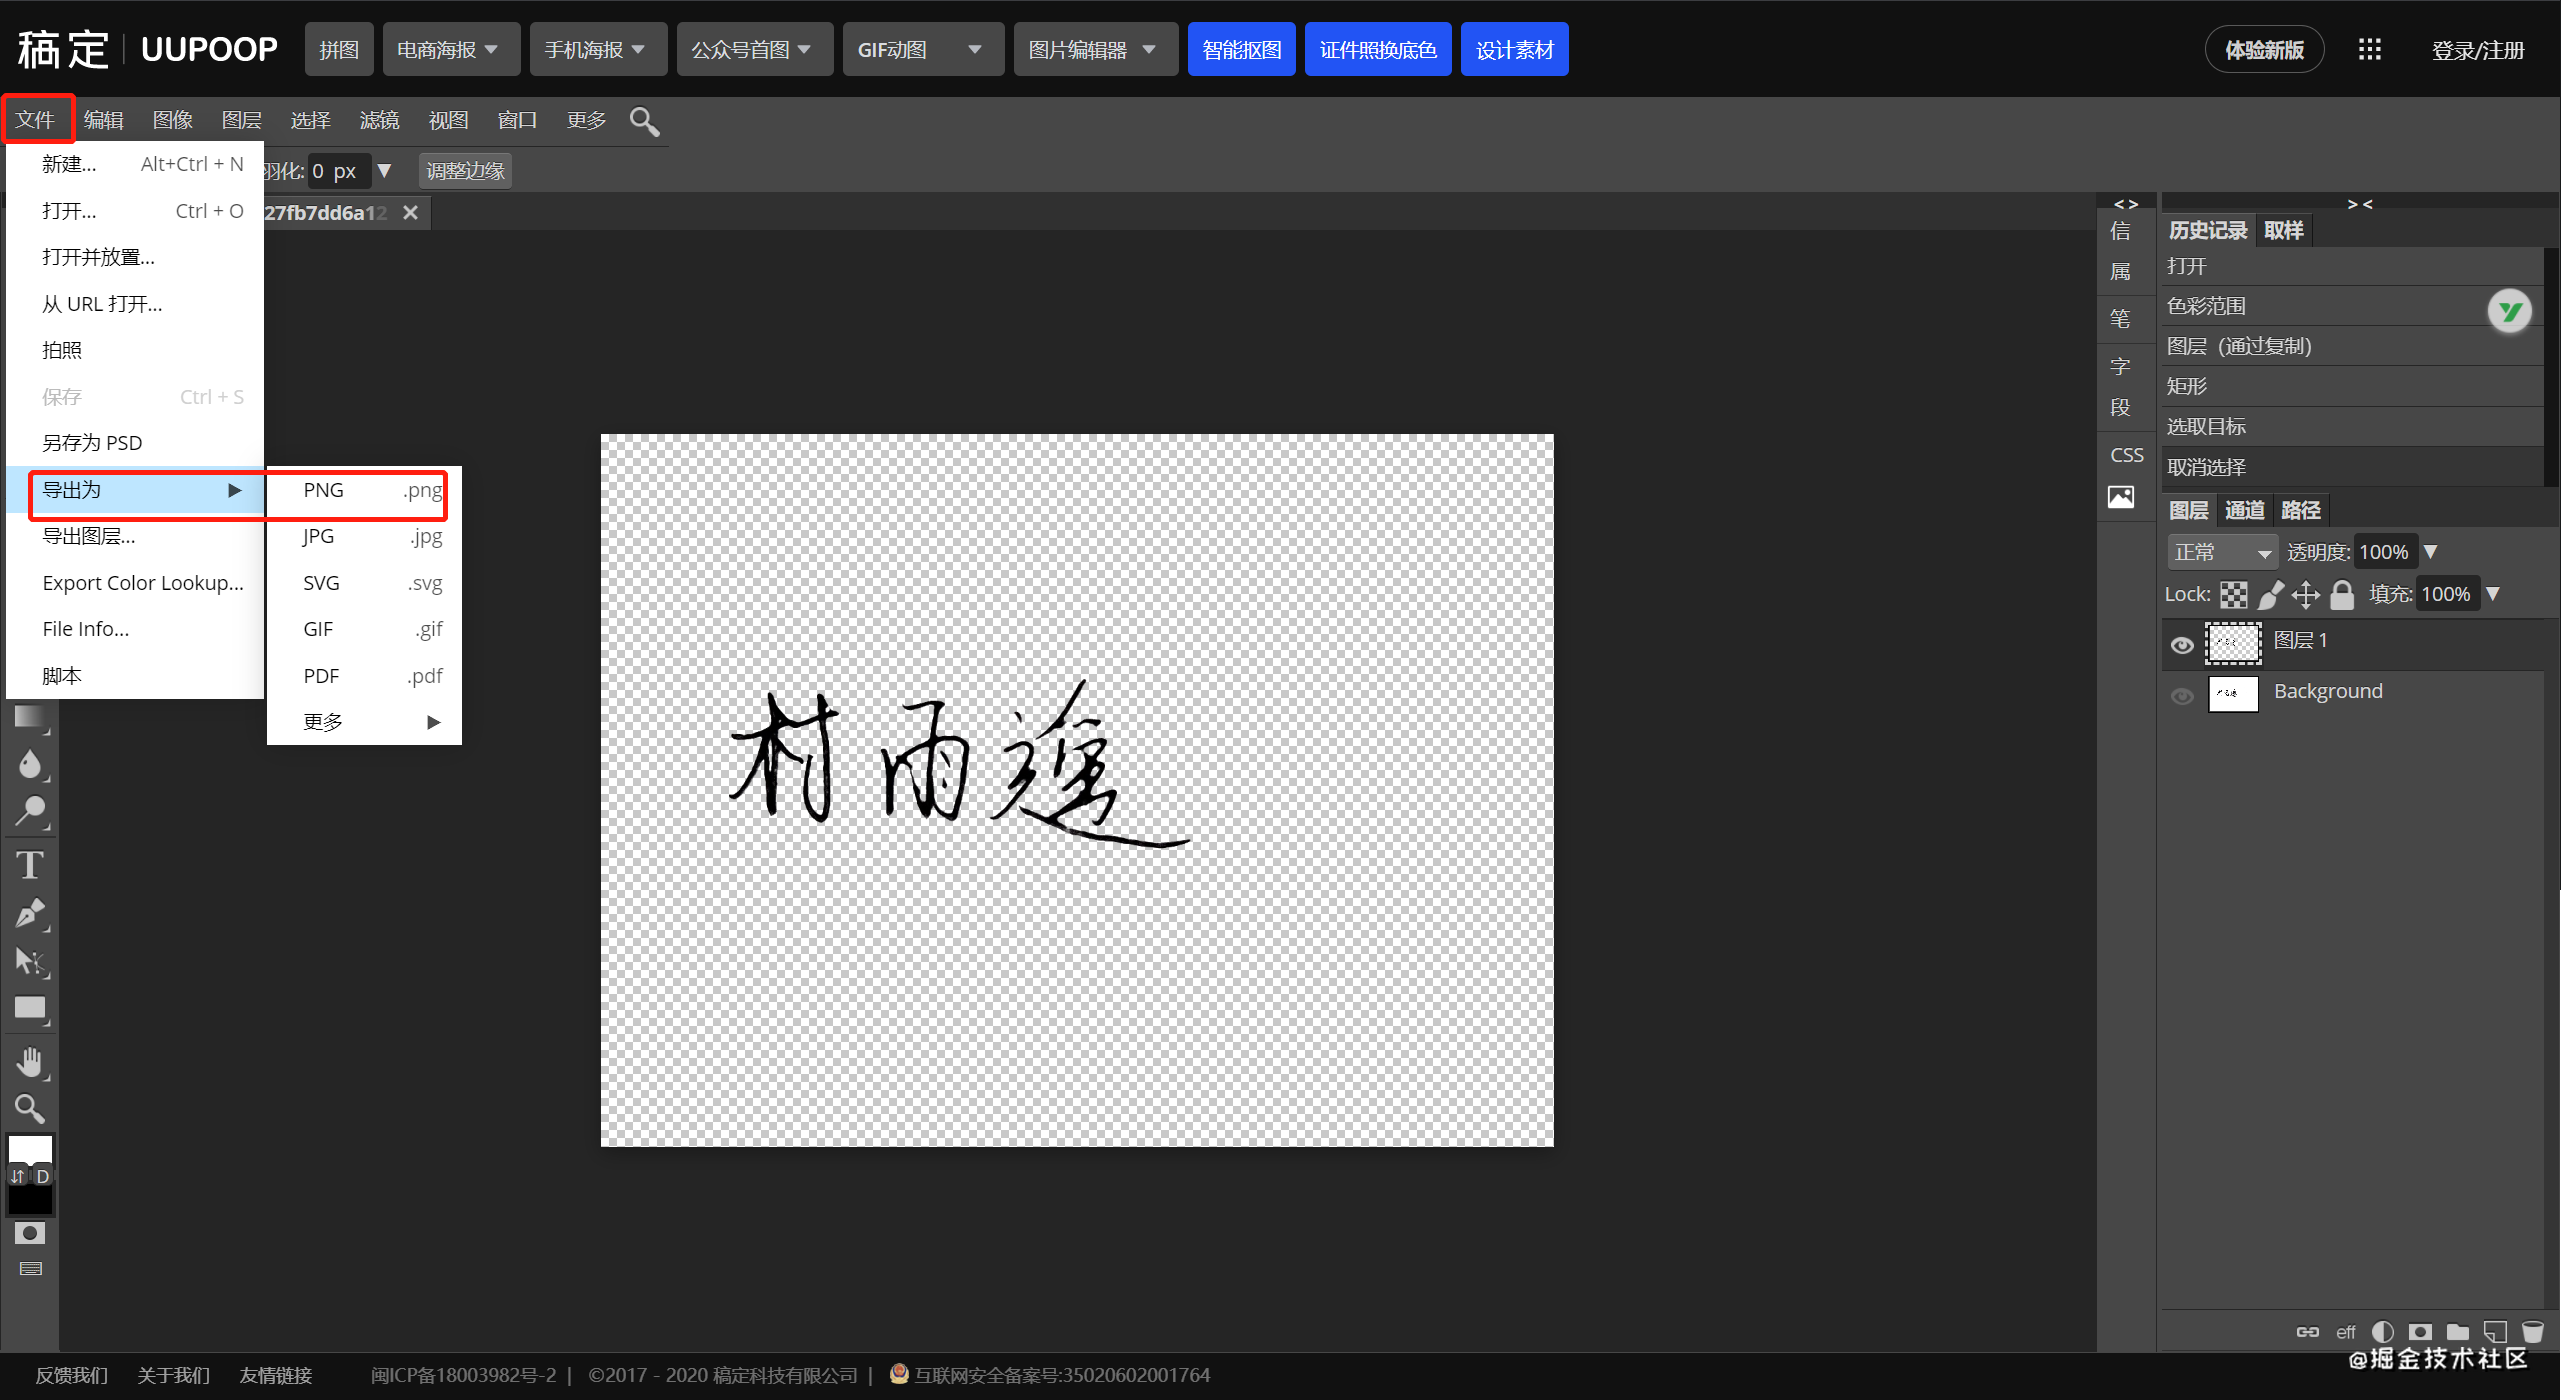 稿定 UUPOOP 拼图 电商海报 手机海报 公众号首图 GIF动图 图片编辑器 智能抠图 证件照换底色 设计素材 体验新版 登录/注册
文件 编辑 图像 图层 选择 滤镜 视图 窗口 更多
羽化: 0 px 调整边缘
27fb7dd6a12
新建... Alt+Ctrl + N
打开... Ctrl + O
打开并放置...
从 URL 打开...
拍照
保存 Ctrl + S
另存为 PSD
导出为
导出图层...
Export Color Lookup...
File Info...
脚本
PNG .png
JPG .jpg
SVG .svg
GIF .gif
PDF .pdf
更多
村雨遥
T
D
< >
信
属
笔
字
段
CSS
> <
历史记录 取样
打开
色彩范围
图层（通过复制）
矩形
选取目标
取消选择
图层 通道 路径
正常 透明度: 100%
Lock: 填充: 100%
图层 1
Background
eff
反馈我们 关于我们 友情链接 闽ICP备18003982号-2 | ©2017 - 2020 稿定科技有限公司 | 互联网安全备案号:35020602001764
@掘金技术社区